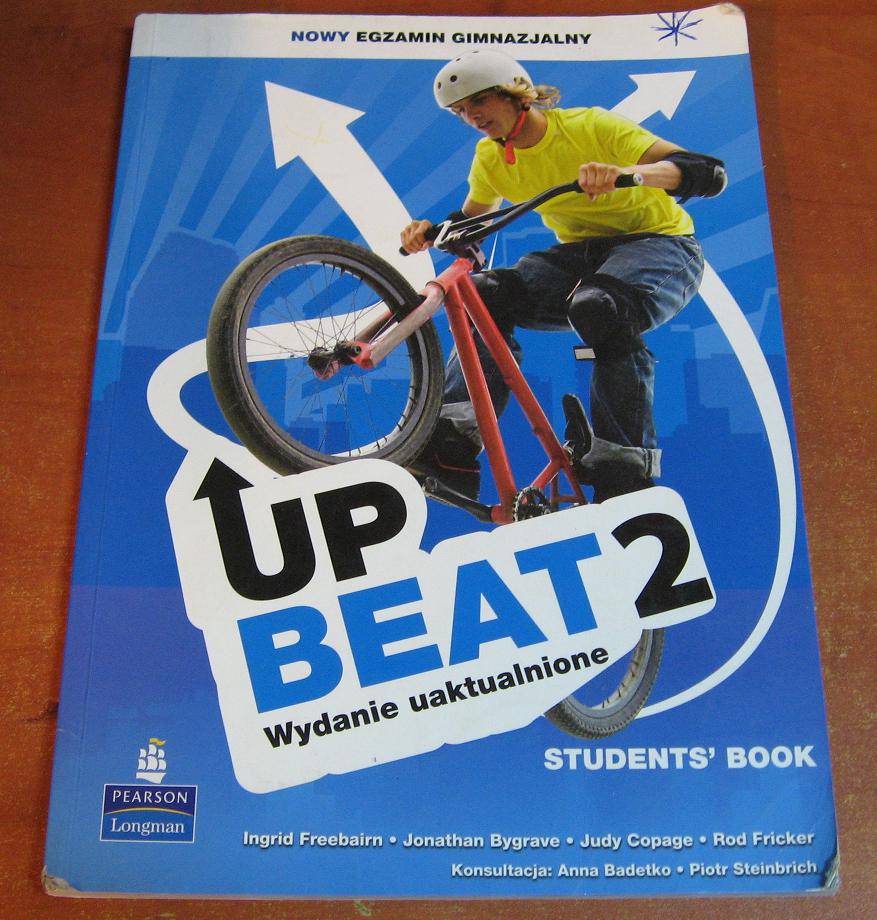 NOWY EGZAMIN GIMNAZJALNY
UP
BEAT 2
Wydanie uaktualnione
STUDENTS' BOOK
PEARSON
Longman
Ingrid Freebairn • Jonathan Bygrave • Judy Copage • Rod Fricker
Konsultacja: Anna Badetko • Piotr Steinbrich